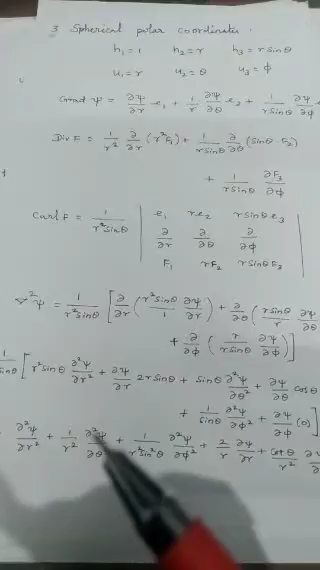 3 Spherical polar coordinates :
h₁ = 1 h₂ = r h₃ = r sinθ
u₁ = r u₂ = θ u₃ = φ
Grad ψ = ∂ψ/∂r e₁ + 1/r ∂ψ/∂θ e₂ + 1/(r sinθ) ∂ψ/∂φ
Div F = 1/r² ∂/∂r (r²F₁) + 1/(r sinθ) ∂/∂θ (sinθ · F₂)
+ 1/(r sinθ) ∂F₃/∂φ
Curl F = 1/(r² sinθ) | e₁ re₂ r sinθ e₃
∂/∂r ∂/∂θ ∂/∂φ
F₁ rF₂ r sinθ F₃ |
∇²ψ = 1/(r² sinθ) [ ∂/∂r ( r² sinθ/1 ∂ψ/∂r ) + ∂/∂θ ( r sinθ/r ∂ψ/∂θ
+ ∂/∂φ ( r/(r sinθ) ∂ψ/∂φ ) ]
sinθ [ r² sinθ ∂²ψ/∂r² + ∂ψ/∂r 2r sinθ + sinθ ∂²ψ/∂θ² + ∂ψ/∂θ cosθ
+ 1/sinθ ∂²ψ/∂φ² + ∂ψ/∂φ (0) ]
∂²ψ/∂r² + 1/r² ∂²ψ/∂θ + 1/(r² sin²θ) ∂²ψ/∂φ² + 2/r ∂ψ/∂r + cotθ/r²